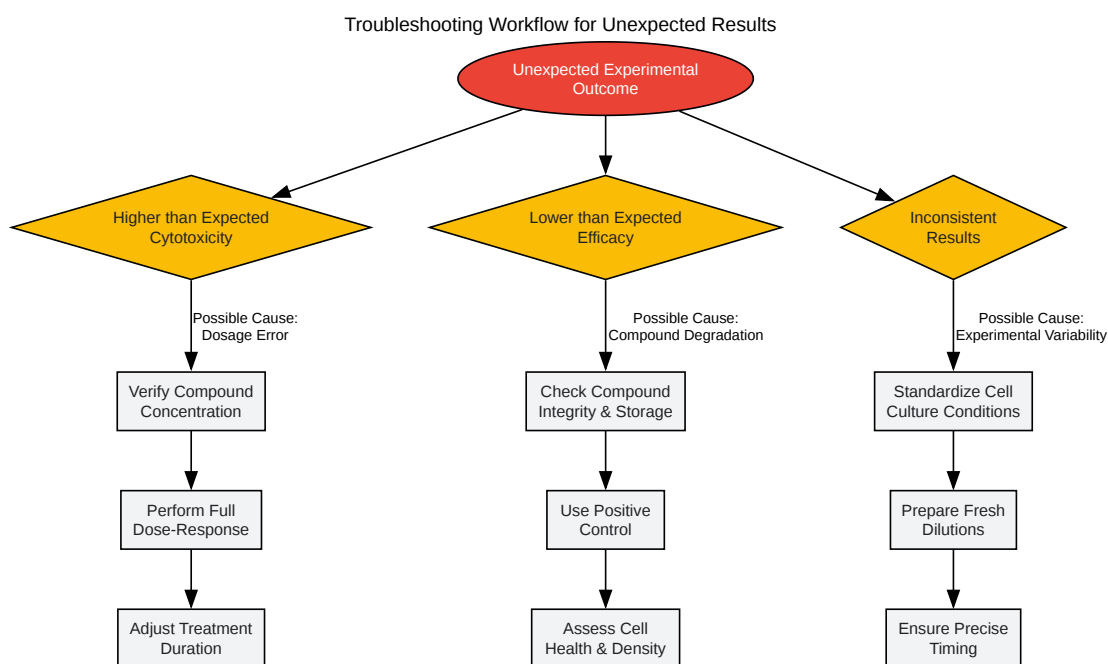 Troubleshooting Workflow for Unexpected Results
Unexpected Experimental
Outcome
Higher than Expected
Cytotoxicity
Lower than Expected
Efficacy
Inconsistent
Results
Possible Cause:
Dosage Error
Possible Cause:
Compound Degradation
Possible Cause:
Experimental Variability
Verify Compound
Concentration
Check Compound
Integrity & Storage
Standardize Cell
Culture Conditions
Perform Full
Dose-Response
Use Positive
Control
Prepare Fresh
Dilutions
Adjust Treatment
Duration
Assess Cell
Health & Density
Ensure Precise
Timing